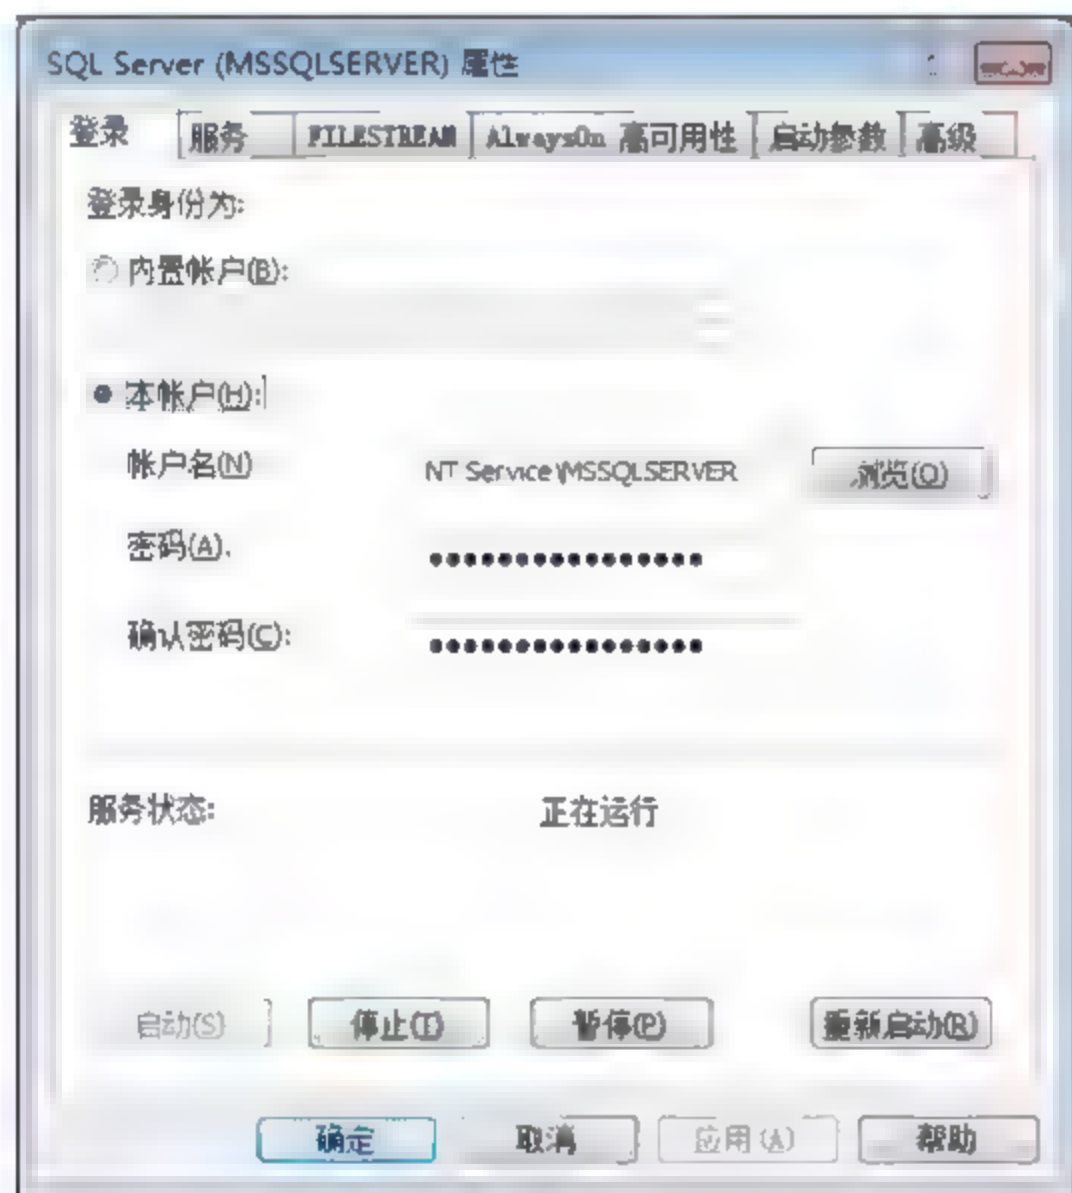 SQL Server (MSSQLSERVER) 属性
登录 服务 FILESTREAM AlwaysOn 高可用性 启动参数 高级
登录身份为:
内置帐户(B):
本帐户(H):
帐户名(N)
NT Service\MSSQLSERVER 浏览(O)
密码(A).
●●●●●●●●●●●●●●●●
确认密码(C):
●●●●●●●●●●●●●●●●
服务状态: 正在运行
启动(S) 停止(T) 暂停(P) 重新启动(R)
确定 取消 应用(A) 帮助